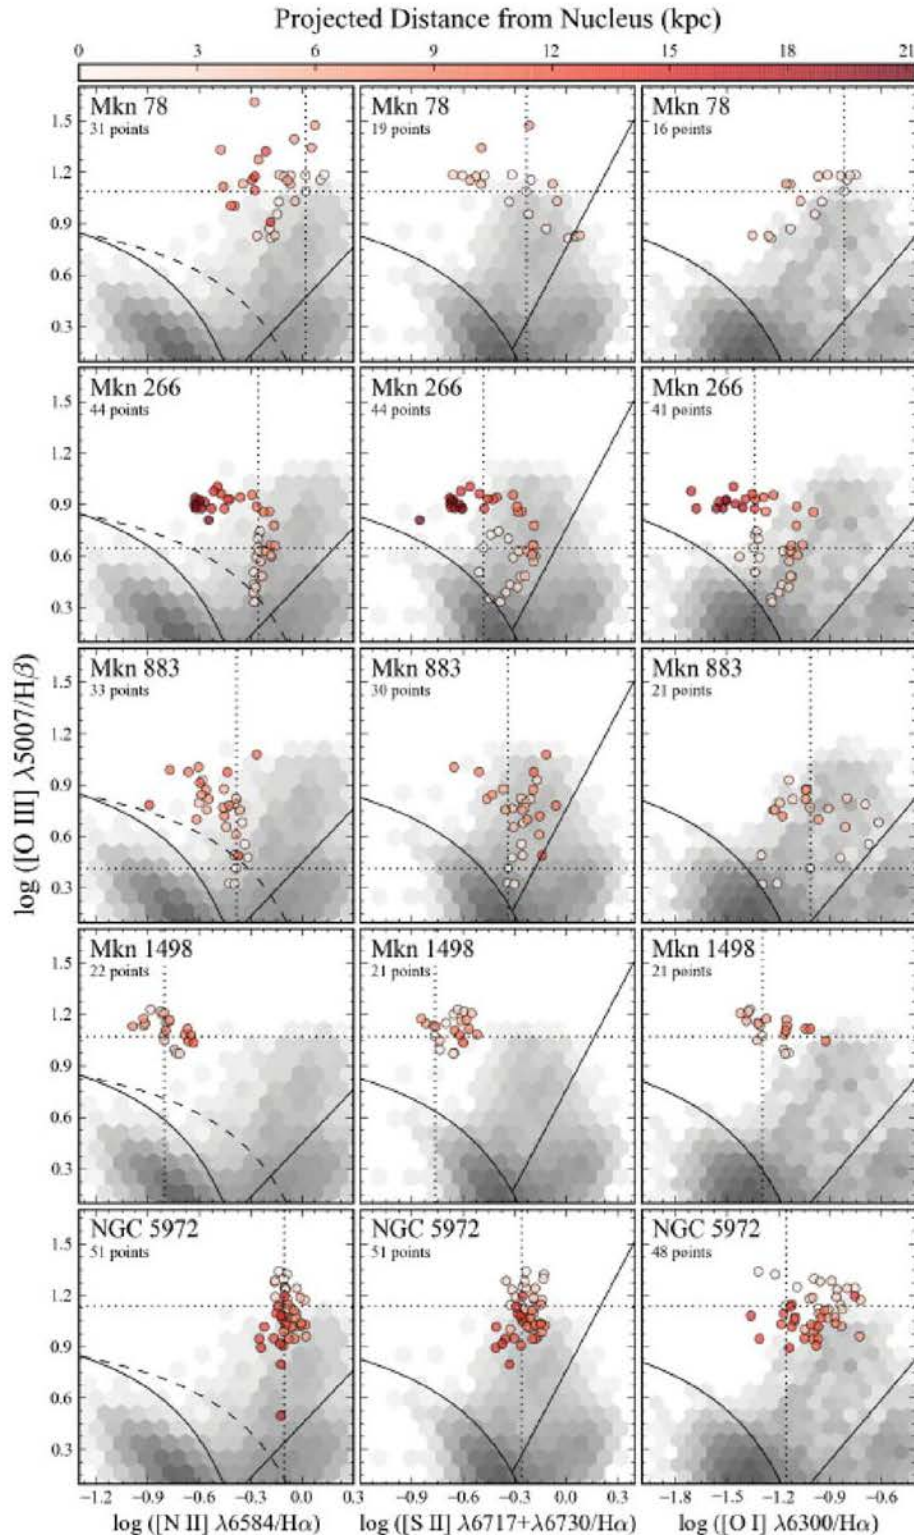 Projected Distance from Nucleus (kpc)
0 3 6 9 12 15 18 21
Mkn 78 Mkn 78 Mkn 78
31 points 19 points 16 points
1.5
1.2
0.9
0.6
0.3
Mkn 266 Mkn 266 Mkn 266
44 points 44 points 41 points
1.5
1.2
0.9
0.6
0.3
log ([O III] λ5007/Hβ)
Mkn 883 Mkn 883 Mkn 883
33 points 30 points 21 points
1.5
1.2
0.9
0.6
0.3
Mkn 1498 Mkn 1498 Mkn 1498
22 points 21 points 21 points
1.5
1.2
0.9
0.6
0.3
NGC 5972 NGC 5972 NGC 5972
51 points 51 points 48 points
1.5
1.2
0.9
0.6
0.3
−1.2 −0.9 −0.6 −0.3 0.0 0.3 −0.9 −0.6 −0.3 0.0 0.3 −1.8 −1.4 −1.0 −0.6
log ([N II] λ6584/Hα) log ([S II] λ6717+λ6730/Hα) log ([O I] λ6300/Hα)